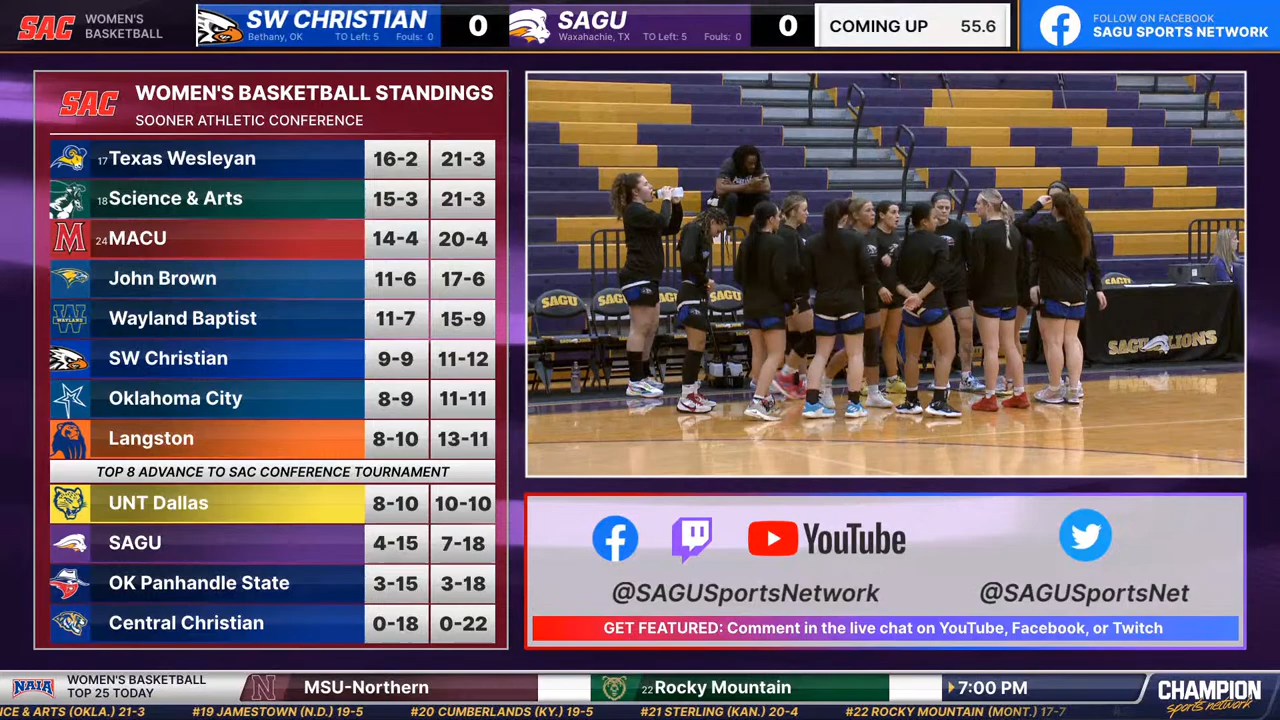 SAC
WOMEN'S
BASKETBALL
SW CHRISTIAN
Bethany, OK
TO Left: 5
Fouls: 0
0
SAGU
Waxahachie, TX
TO Left: 5
Fouls: 0
0
COMING UP
55.6
FOLLOW ON FACEBOOK
SAGU SPORTS NETWORK
SAC
WOMEN'S BASKETBALL STANDINGS
SOONER ATHLETIC CONFERENCE
17 Texas Wesleyan 16-2 21-3
18 Science & Arts 15-3 21-3
M 24 MACU 14-4 20-4
John Brown 11-6 17-6
W WAYLAND Wayland Baptist 11-7 15-9
SW Christian 9-9 11-12
Oklahoma City 8-9 11-11
Langston 8-10 13-11
TOP 8 ADVANCE TO SAC CONFERENCE TOURNAMENT
UNT Dallas 8-10 10-10
SAGU 4-15 7-18
OK Panhandle State 3-15 3-18
Central Christian 0-18 0-22
SAGU
SAGU
SAGU
SAGU
SAGU LIONS
YouTube
@SAGUSportsNetwork
@SAGUSportsNet
GET FEATURED: Comment in the live chat on YouTube, Facebook, or Twitch
NAIA
WOMEN'S BASKETBALL
TOP 25 TODAY
N
MSU-Northern
22 Rocky Mountain
7:00 PM
CHAMPION
sports network
CE & ARTS (OKLA.) 21-3
#19 JAMESTOWN (N.D.) 19-5
#20 CUMBERLANDS (KY.) 19-5
#21 STERLING (KAN.) 20-4
#22 ROCKY MOUNTAIN (MONT.) 17-7